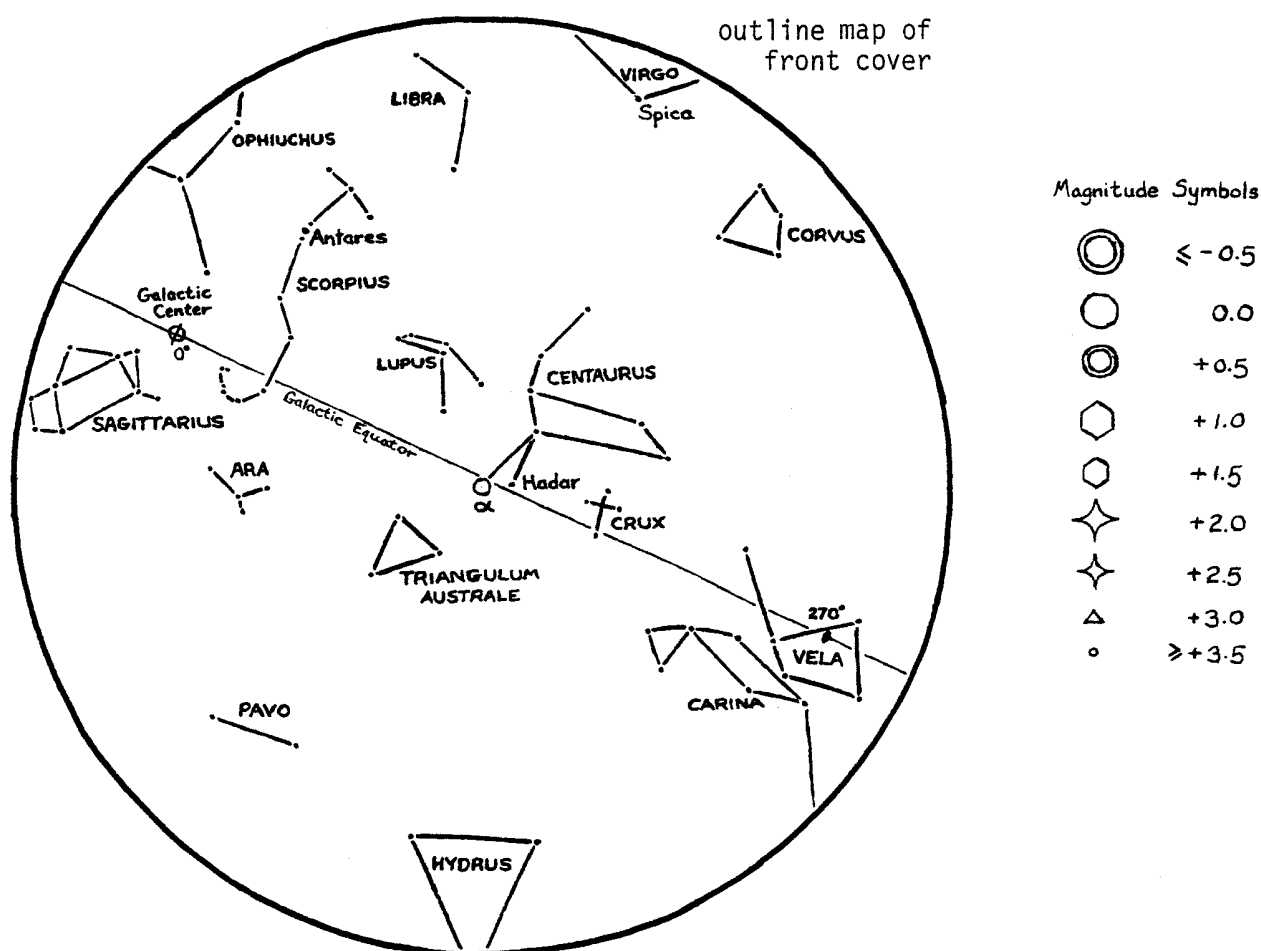 outline map of
front cover
VIRGO
Spica
LIBRA
OPHIUCHUS
Antares
SCORPIUS
CORVUS
Galactic
Center
0°
LUPUS
CENTAURUS
SAGITTARIUS
Galactic Equator
ARA
Hadar
α
CRUX
TRIANGULUM
AUSTRALE
270°
VELA
CARINA
PAVO
HYDRUS
Magnitude Symbols
≤ -0.5
0.0
+0.5
+1.0
+1.5
+2.0
+2.5
+3.0
≥+3.5